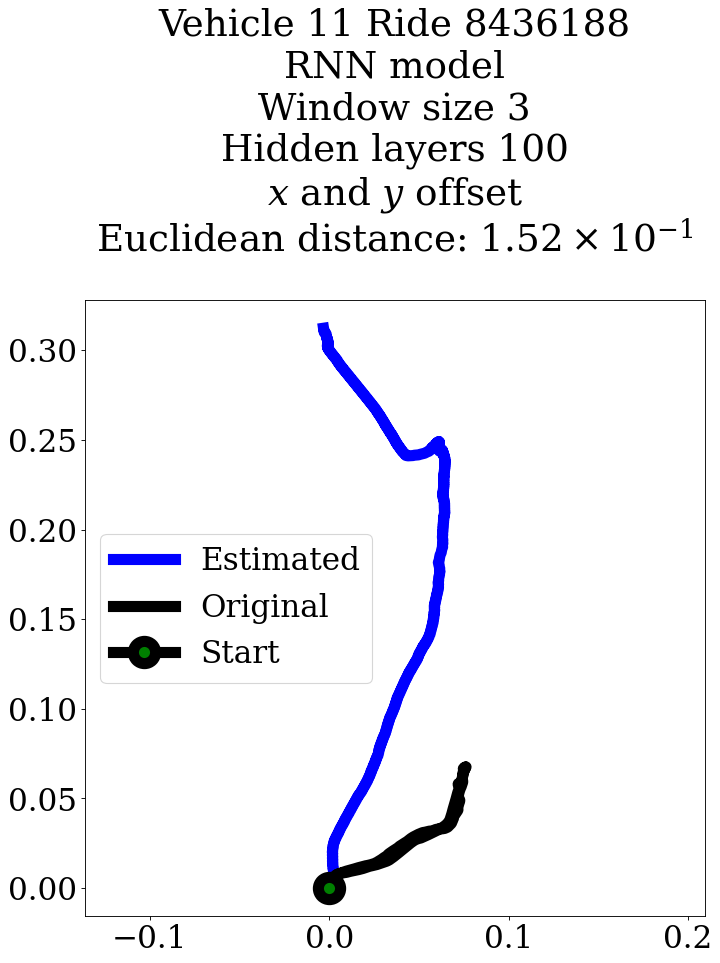 Vehicle 11 Ride 8436188
RNN model
Window size 3
Hidden layers 100
x and y offset
Euclidean distance: 1.52 × 10⁻¹
0.30
0.25
0.20
0.15
0.10
0.05
0.00
Estimated
Original
Start
−0.1 0.0 0.1 0.2